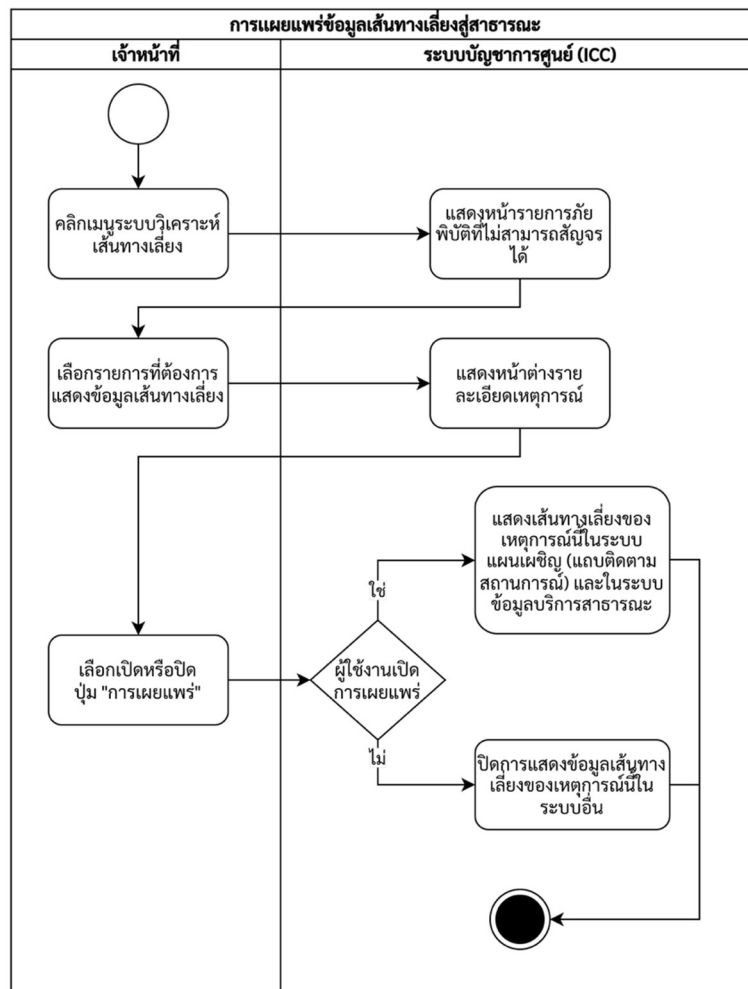 การแผยแพร่ข้อมูลเส้นทางเลี่ยงสู่สาธารณะ
เจ้าหน้าที่
ระบบบัญชาการศูนย์ (ICC)
คลิกเมนูระบบวิเคราะห์
เส้นทางเลี่ยง
แสดงหน้ารายการภัย
พิบัติที่ไม่สามารถสัญจร
ได้
เลือกรายการที่ต้องการ
แสดงข้อมูลเส้นทางเลี่ยง
แสดงหน้าต่างราย
ละเอียดเหตุการณ์
แสดงเส้นทางเลี่ยงของ
เหตุการณ์นี้ในระบบ
แผนเผชิญ (แถบติดตาม
สถานการณ์) และในระบบ
ข้อมูลบริการสาธารณะ
ใช่
เลือกเปิดหรือปิด
ปุ่ม "การเผยแพร่"
ผู้ใช้งานเปิด
การเผยแพร่
ไม่
ปิดการแสดงข้อมูลเส้นทาง
เลี่ยงของเหตุการณ์นี้ใน
ระบบอื่น